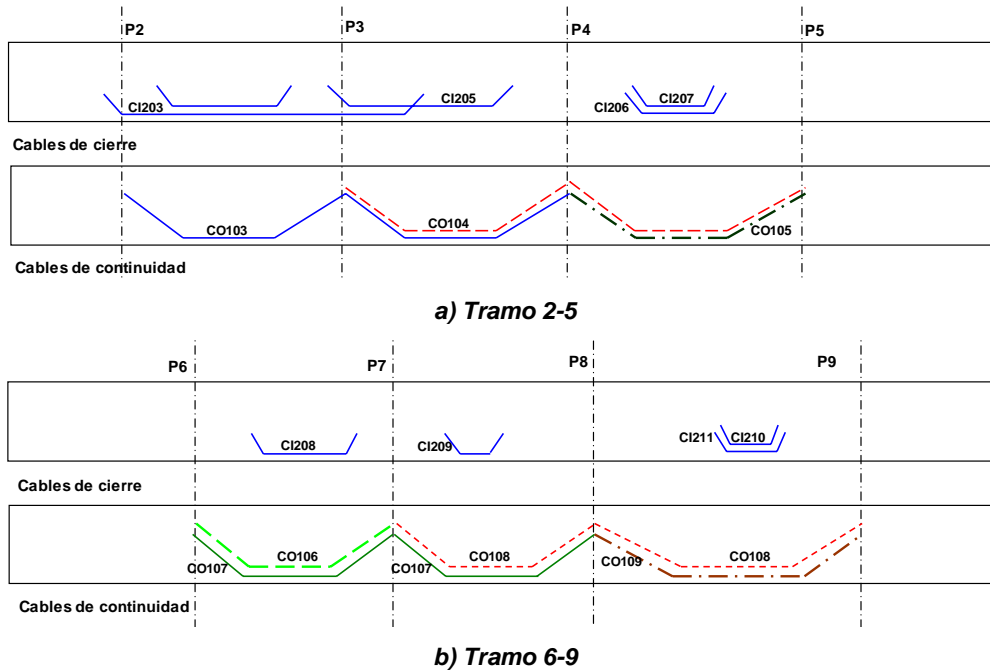 P2 P3 P4 P5
CI203 CI205 CI206 CI207
Cables de cierre
CO103 CO104 CO105
Cables de continuidad
a) Tramo 2-5
P6 P7 P8 P9
CI208 CI209 CI211 CI210
Cables de cierre
CO107 CO106 CO107 CO108 CO109 CO108
Cables de continuidad
b) Tramo 6-9